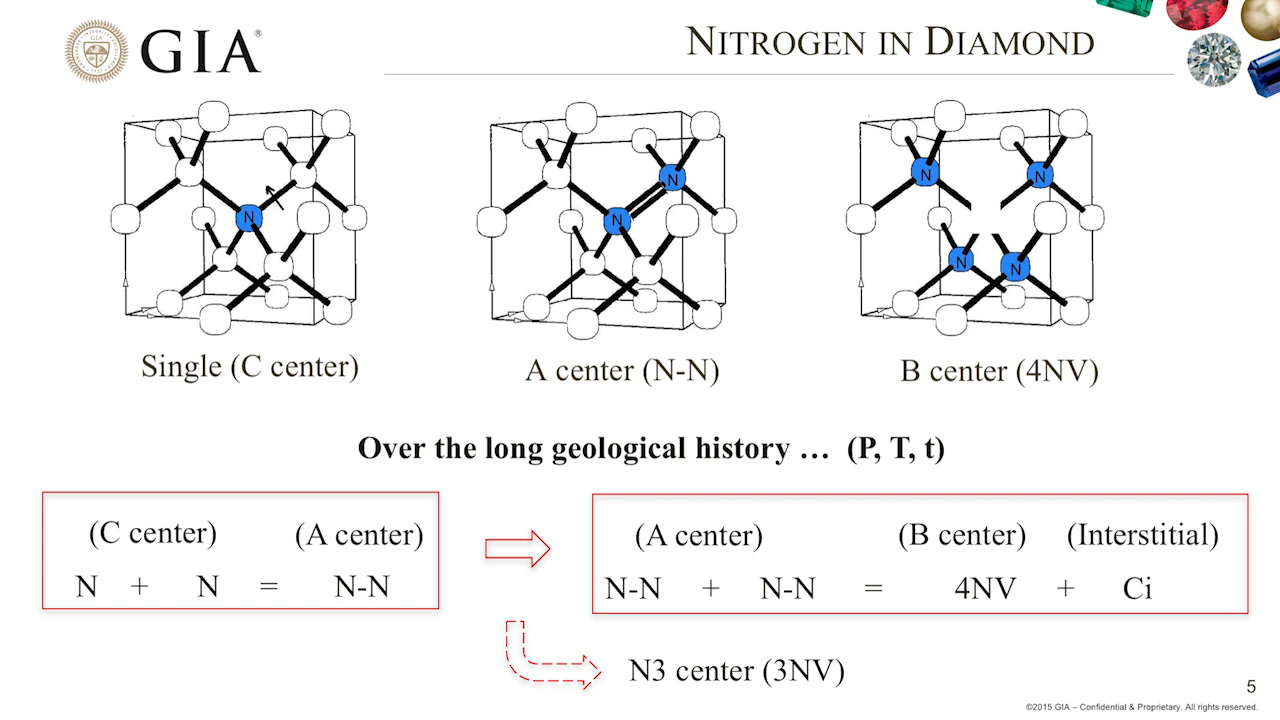 GIA®
NITROGEN IN DIAMOND
N
N
N
N
N
N
N
Single (C center)
A center (N-N)
B center (4NV)
Over the long geological history … (P, T, t)
(C center) (A center)
N + N = N-N
(A center) (B center) (Interstitial)
N-N + N-N = 4NV + Ci
N3 center (3NV)
5
©2015 GIA – Confidential & Proprietary. All rights reserved.